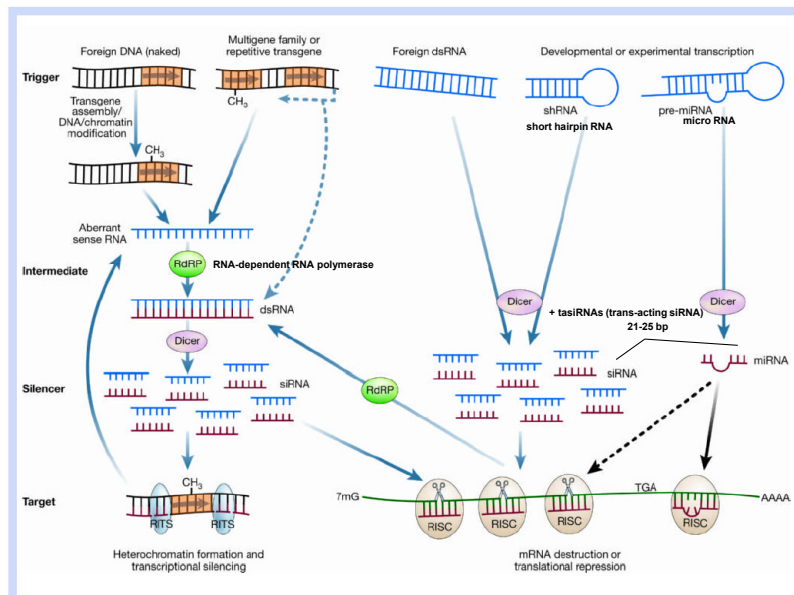 Foreign DNA (naked)
Multigene family or
repetitive transgene
Foreign dsRNA
Developmental or experimental transcription
Trigger
CH3
Transgene
assembly/
DNA/chromatin
modification
shRNA
short hairpin RNA
pre-miRNA
micro RNA
CH3
Aberrant
sense RNA
RdRP
RNA-dependent RNA polymerase
Intermediate
dsRNA
Dicer
Dicer
Dicer
+ tasiRNAs (trans-acting siRNA)
21-25 bp
siRNA
siRNA
miRNA
Silencer
RdRP
CH3
Target
RITS
RITS
7mG
TGA
AAAA
RISC
RISC
RISC
RISC
Heterochromatin formation and
transcriptional silencing
mRNA destruction or
translational repression